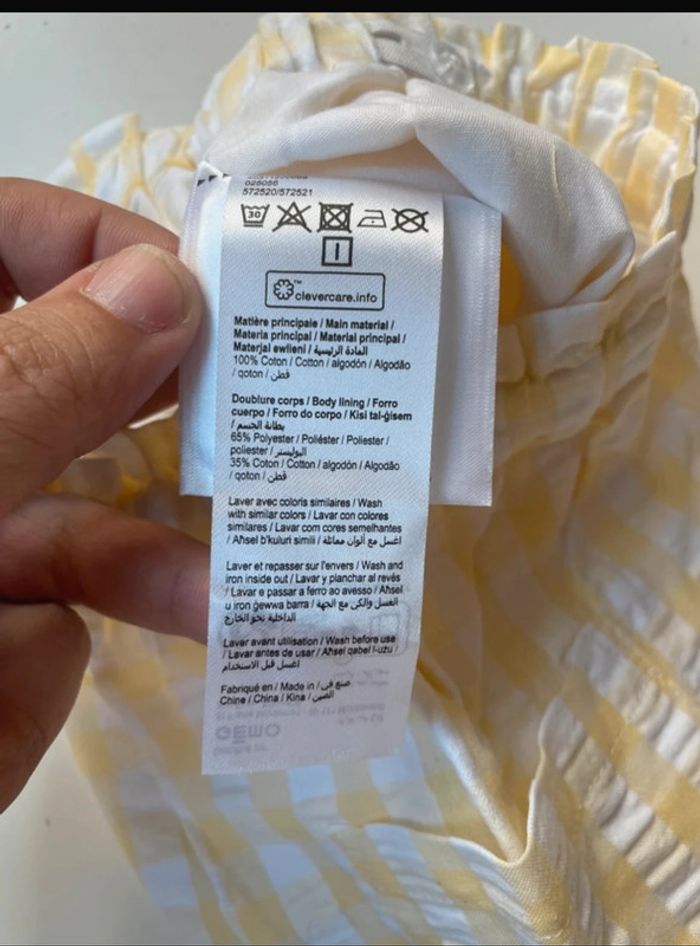 026056
572520/572521
30
I
TM
clevercare.info
Matière principale / Main material /
Materia principal / Material principal /
Materjal ewlieni / المادة الرئيسية
100% Coton / Cotton / algodón / Algodão
/ qoton / قطن
Doublure corps / Body lining / Forro
cuerpo / Forro do corpo / Kisi tal-ġisem
/ بطانة الجسم
65% Polyester / Poliéster / Poliester /
poliester / البوليستر
35% Coton / Cotton / algodón / Algodão
/ qoton / قطن
Laver avec coloris similaires / Wash
with similar colors / Lavar con colores
similares / Lavar com cores semelhantes
/ Aħsel b'kuluri simili / اغسل مع ألوان مماثلة
Laver et repasser sur l'envers / Wash and
iron inside out / Lavar y planchar al revés
/ Lavar e passar a ferro ao avesso / Aħsel
u iron ġewwa barra / الغسل والكي مع الجهة
الداخلية نحو الخارج
Laver avant utilisation / Wash before use
/ Lavar antes de usar / Aħsel qabel l-użu /
اغسل قبل الاستخدام
Fabriqué en / Made in / صنع في
Chine / China / Kina / الصين
GÉMO